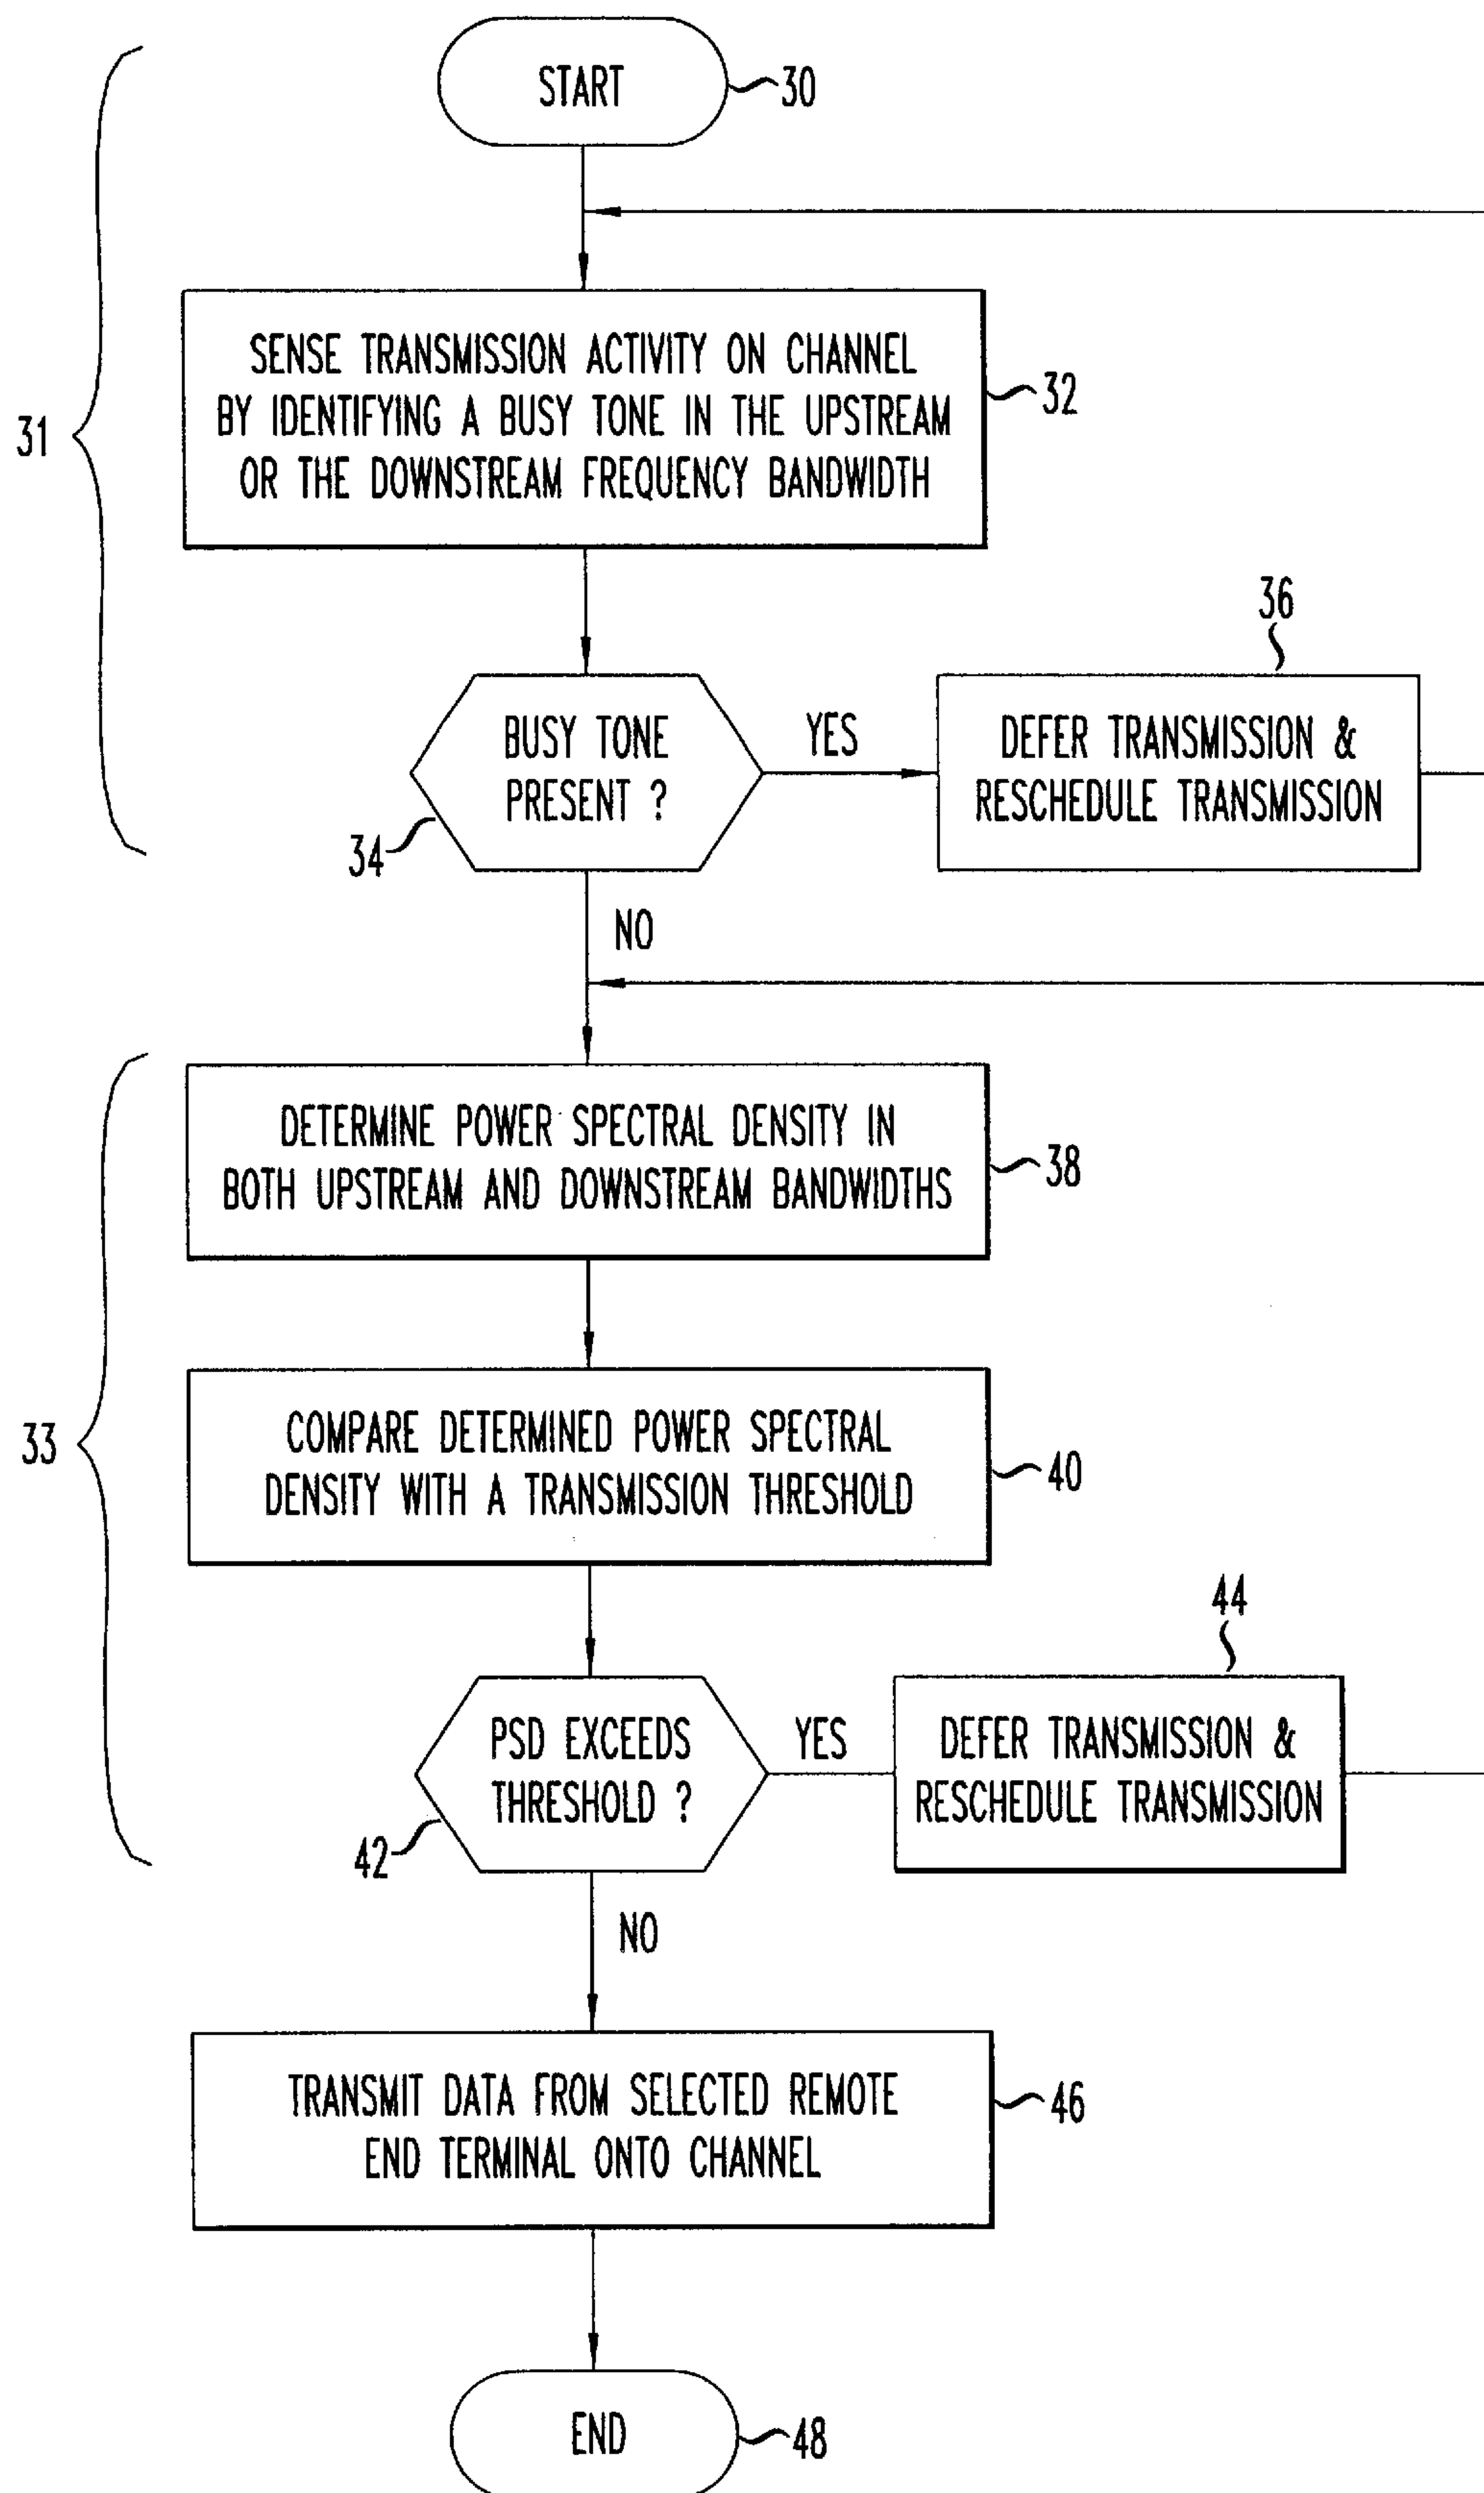 START
30
31
SENSE TRANSMISSION ACTIVITY ON CHANNEL
BY IDENTIFYING A BUSY TONE IN THE UPSTREAM
OR THE DOWNSTREAM FREQUENCY BANDWIDTH
32
BUSY TONE
PRESENT ?
34
YES
36
DEFER TRANSMISSION &
RESCHEDULE TRANSMISSION
NO
33
DETERMINE POWER SPECTRAL DENSITY IN
BOTH UPSTREAM AND DOWNSTREAM BANDWIDTHS
38
COMPARE DETERMINED POWER SPECTRAL
DENSITY WITH A TRANSMISSION THRESHOLD
40
PSD EXCEEDS
THRESHOLD ?
42
YES
44
DEFER TRANSMISSION &
RESCHEDULE TRANSMISSION
NO
TRANSMIT DATA FROM SELECTED REMOTE
END TERMINAL ONTO CHANNEL
46
END
48